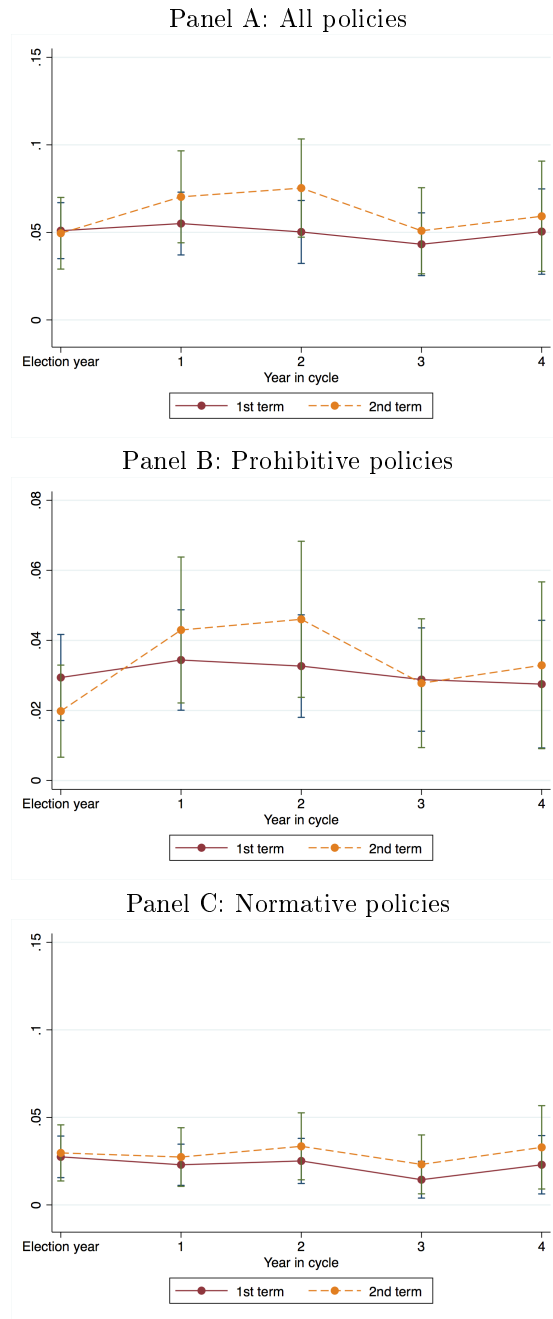 Panel A: All policies
.15
.1
.05
0
Election year 1 2 3 4
Year in cycle
1st term 2nd term
Panel B: Prohibitive policies
.08
.06
.04
.02
0
Election year 1 2 3 4
Year in cycle
1st term 2nd term
Panel C: Normative policies
.15
.1
.05
0
Election year 1 2 3 4
Year in cycle
1st term 2nd term